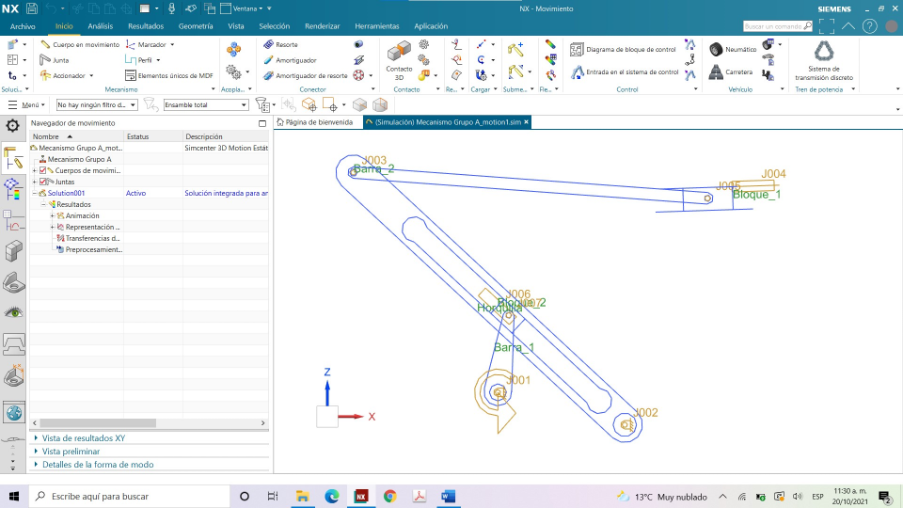 NX
Ventana
NX - Movimiento
SIEMENS
Archivo
Inicio
Análisis
Resultados
Geometría
Vista
Selección
Renderizar
Herramientas
Aplicación
Buscar un comando
Cuerpo en movimiento
Marcador
Junta
Perfil
Accionador
Elementos únicos de MDF
Soluci...
Mecanismo
Acopla...
Resorte
Amortiguador
Amortiguador de resorte
Conector
Contacto
3D
Contacto
Re...
Cargar
Subme...
Fle...
Diagrama de bloque de control
Entrada en el sistema de control
Control
Neumático
Bloque_1
Carretera
Vehículo
Sistema de
transmisión discreto
Tren de potencia
Menú
No hay ningún filtro d...
Ensamble total
Navegador de movimiento
Página de bienvenida
(Simulación) Mecanismo Grupo A_motion1.sim
Nombre
Estatus
Descripción
Mecanismo Grupo A_mot...
Simcenter 3D Motion Estát
Mecanismo Grupo A
Cuerpos de movimi...
Juntas
Solution001
Activo
Solución integrada para ar
Resultados
Animación
Representación ...
Transferencias d...
Preprocesamient...
Vista de resultados XY
Vista preliminar
Detalles de la forma de modo
J003
Barra_2
J004
J005
Bloque_1
J006
Bloque_2
Horquilla
Barra_1
J001
J002
Z
X
Escribe aquí para buscar
13°C Muy nublado
ESP
11:30 a. m.
20/10/2021
2